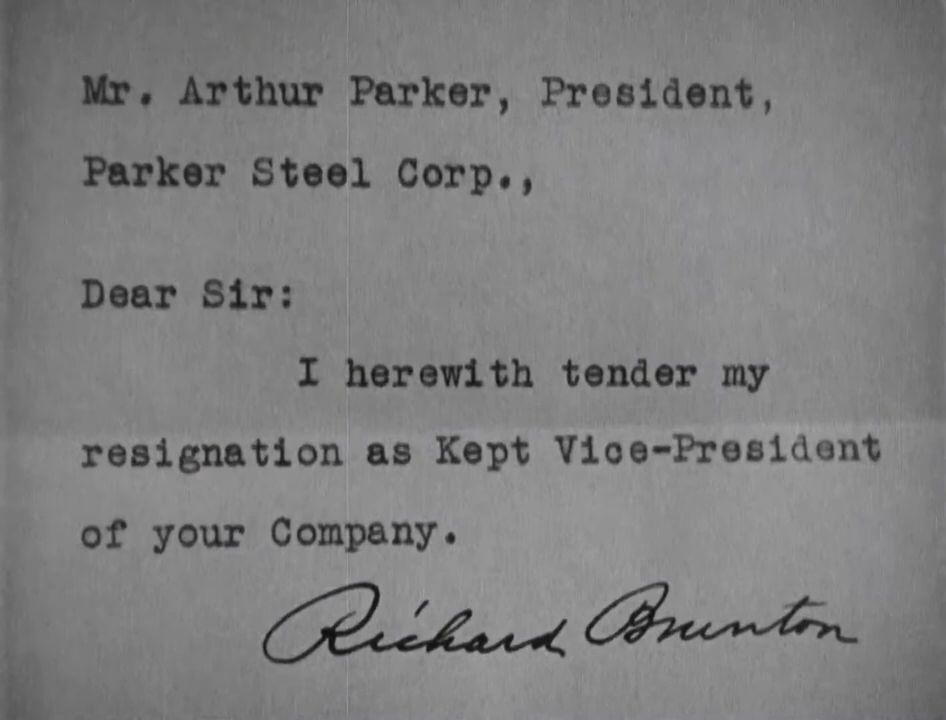 Mr. Arthur Parker, President,
Parker Steel Corp.,
Dear Sir:
I herewith tender my
resignation as Kept Vice-President
of your Company.
Richard Brunton